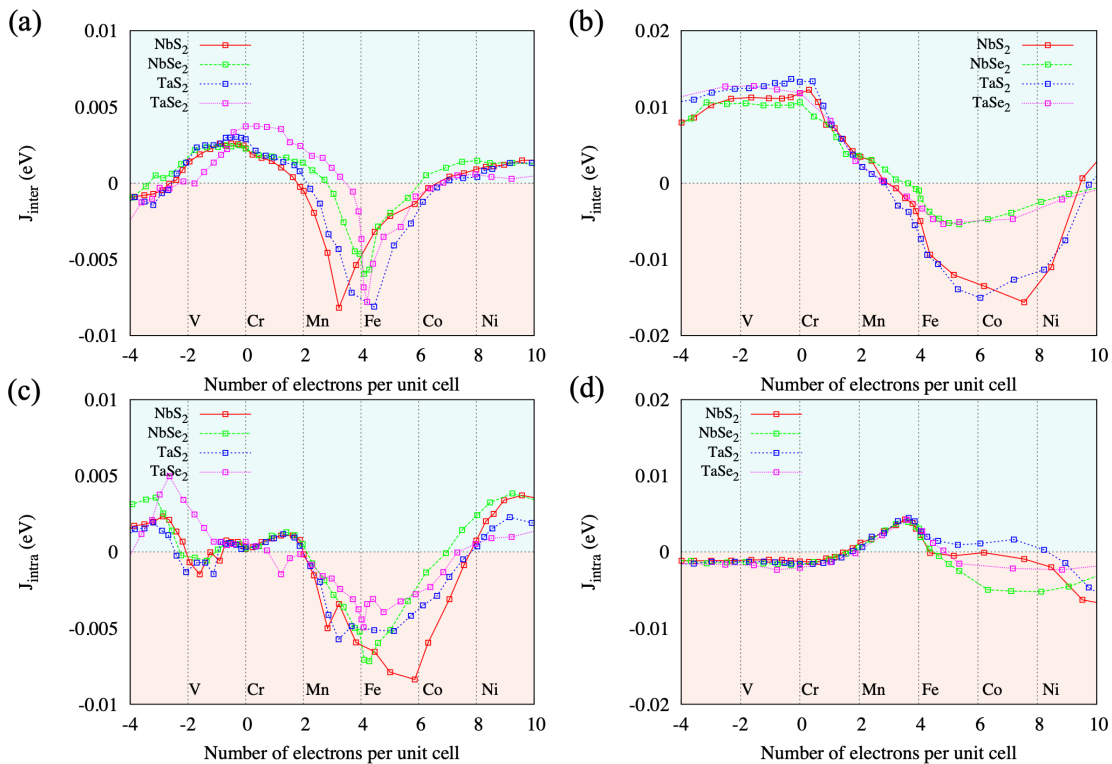 (a)
0.01
0.005
0
-0.005
-0.01
J_inter (eV)
NbS₂
NbSe₂
TaS₂
TaSe₂
V Cr Mn Fe Co Ni
-4 -2 0 2 4 6 8 10
Number of electrons per unit cell
(b)
0.02
0.01
0
-0.01
-0.02
J_inter (eV)
NbS₂
NbSe₂
TaS₂
TaSe₂
V Cr Mn Fe Co Ni
-4 -2 0 2 4 6 8 10
Number of electrons per unit cell
(c)
0.01
0.005
0
-0.005
-0.01
J_intra (eV)
NbS₂
NbSe₂
TaS₂
TaSe₂
V Cr Mn Fe Co Ni
-4 -2 0 2 4 6 8 10
Number of electrons per unit cell
(d)
0.02
0.01
0
-0.01
-0.02
J_intra (eV)
NbS₂
NbSe₂
TaS₂
TaSe₂
V Cr Mn Fe Co Ni
-4 -2 0 2 4 6 8 10
Number of electrons per unit cell